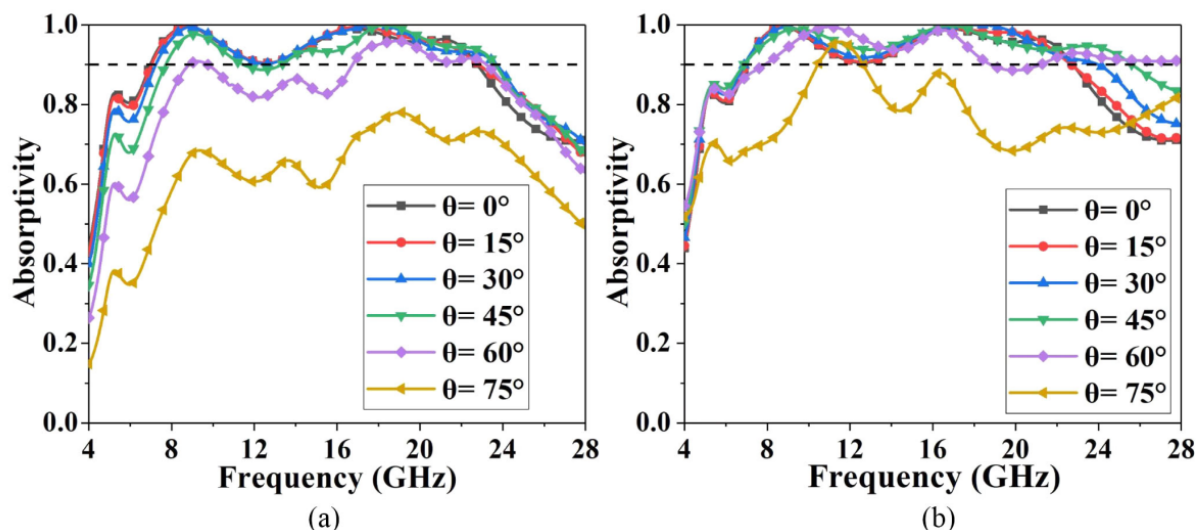 1.0
0.8
0.6
0.4
0.2
0.0
Absorptivity
4 8 12 16 20 24 28
Frequency (GHz)
θ= 0°
θ= 15°
θ= 30°
θ= 45°
θ= 60°
θ= 75°
(a)
1.0
0.8
0.6
0.4
0.2
0.0
Absorptivity
4 8 12 16 20 24 28
Frequency (GHz)
θ= 0°
θ= 15°
θ= 30°
θ= 45°
θ= 60°
θ= 75°
(b)